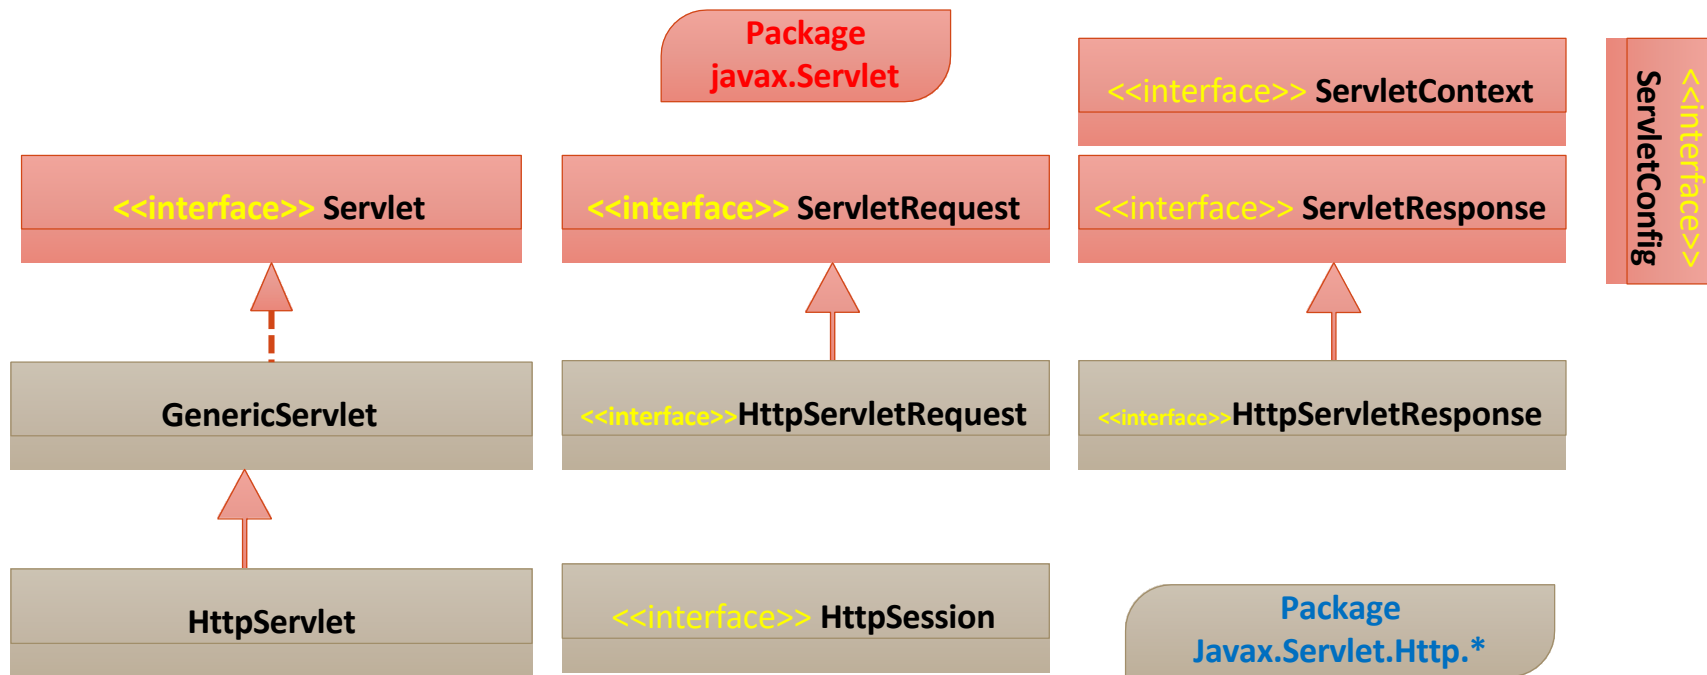 Package
javax.Servlet
<<interface>> ServletContext
<<interface>>
ServletConfig
<<interface>> Servlet
<<interface>> ServletRequest
<<interface>> ServletResponse
GenericServlet
<<interface>>HttpServletRequest
<<interface>>HttpServletResponse
HttpServlet
<<interface>> HttpSession
Package
Javax.Servlet.Http.*